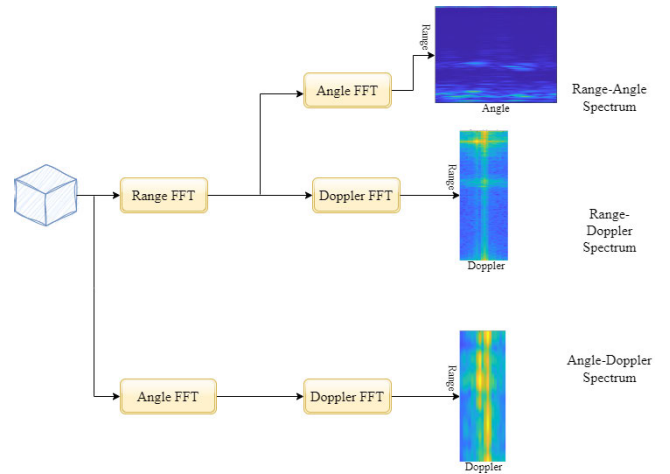 Range
Angle FFT
Angle
Range-Angle
Spectrum
Range FFT
Doppler FFT
Range
Doppler
Range-
Doppler
Spectrum
Angle FFT
Doppler FFT
Range
Doppler
Angle-Doppler
Spectrum